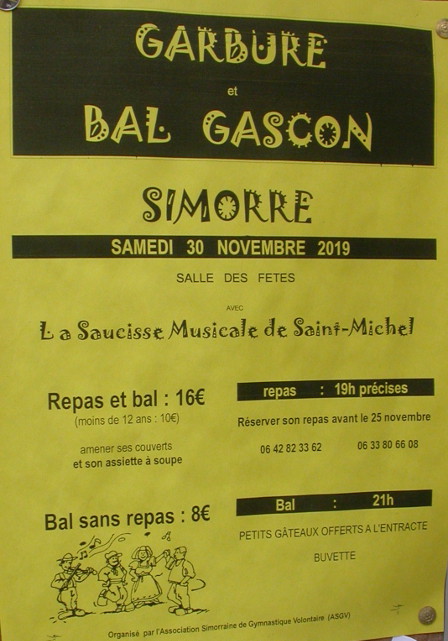 GARBURE
et
BAL GASCON
SIMORRE
SAMEDI 30 NOVEMBRE 2019
SALLE DES FETES
AVEC
La Saucisse Musicale de Saint-Michel
Repas et bal : 16€
(moins de 12 ans : 10€)
amener ses couverts
et son assiette à soupe
repas : 19h précises
Réserver son repas avant le 25 novembre
06 42 82 33 62 06 33 80 66 08
Bal sans repas : 8€
Bal : 21h
PETITS GÂTEAUX OFFERTS A L'ENTRACTE
BUVETTE
Organisé par l'Association Simorraine de Gymnastique Volontaire (ASGV)